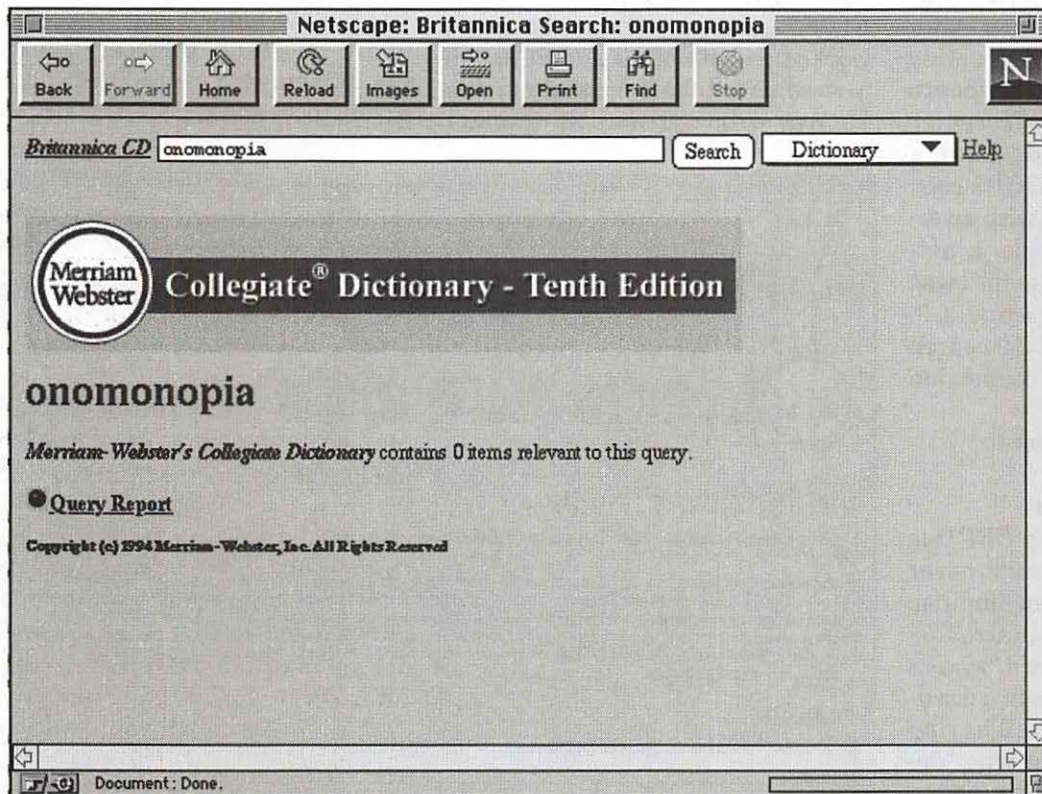 Netscape: Britannica Search: onomonopia
Back Forward Home Reload Images Open Print Find Stop N
Britannica CD onomonopia Search Dictionary Help
Merriam Webster Collegiate® Dictionary - Tenth Edition
onomonopia
Merriam-Webster's Collegiate Dictionary contains 0 items relevant to this query.
Query Report
Copyright (c) 1994 Merriam-Webster, Inc. All Rights Reserved
Document: Done.